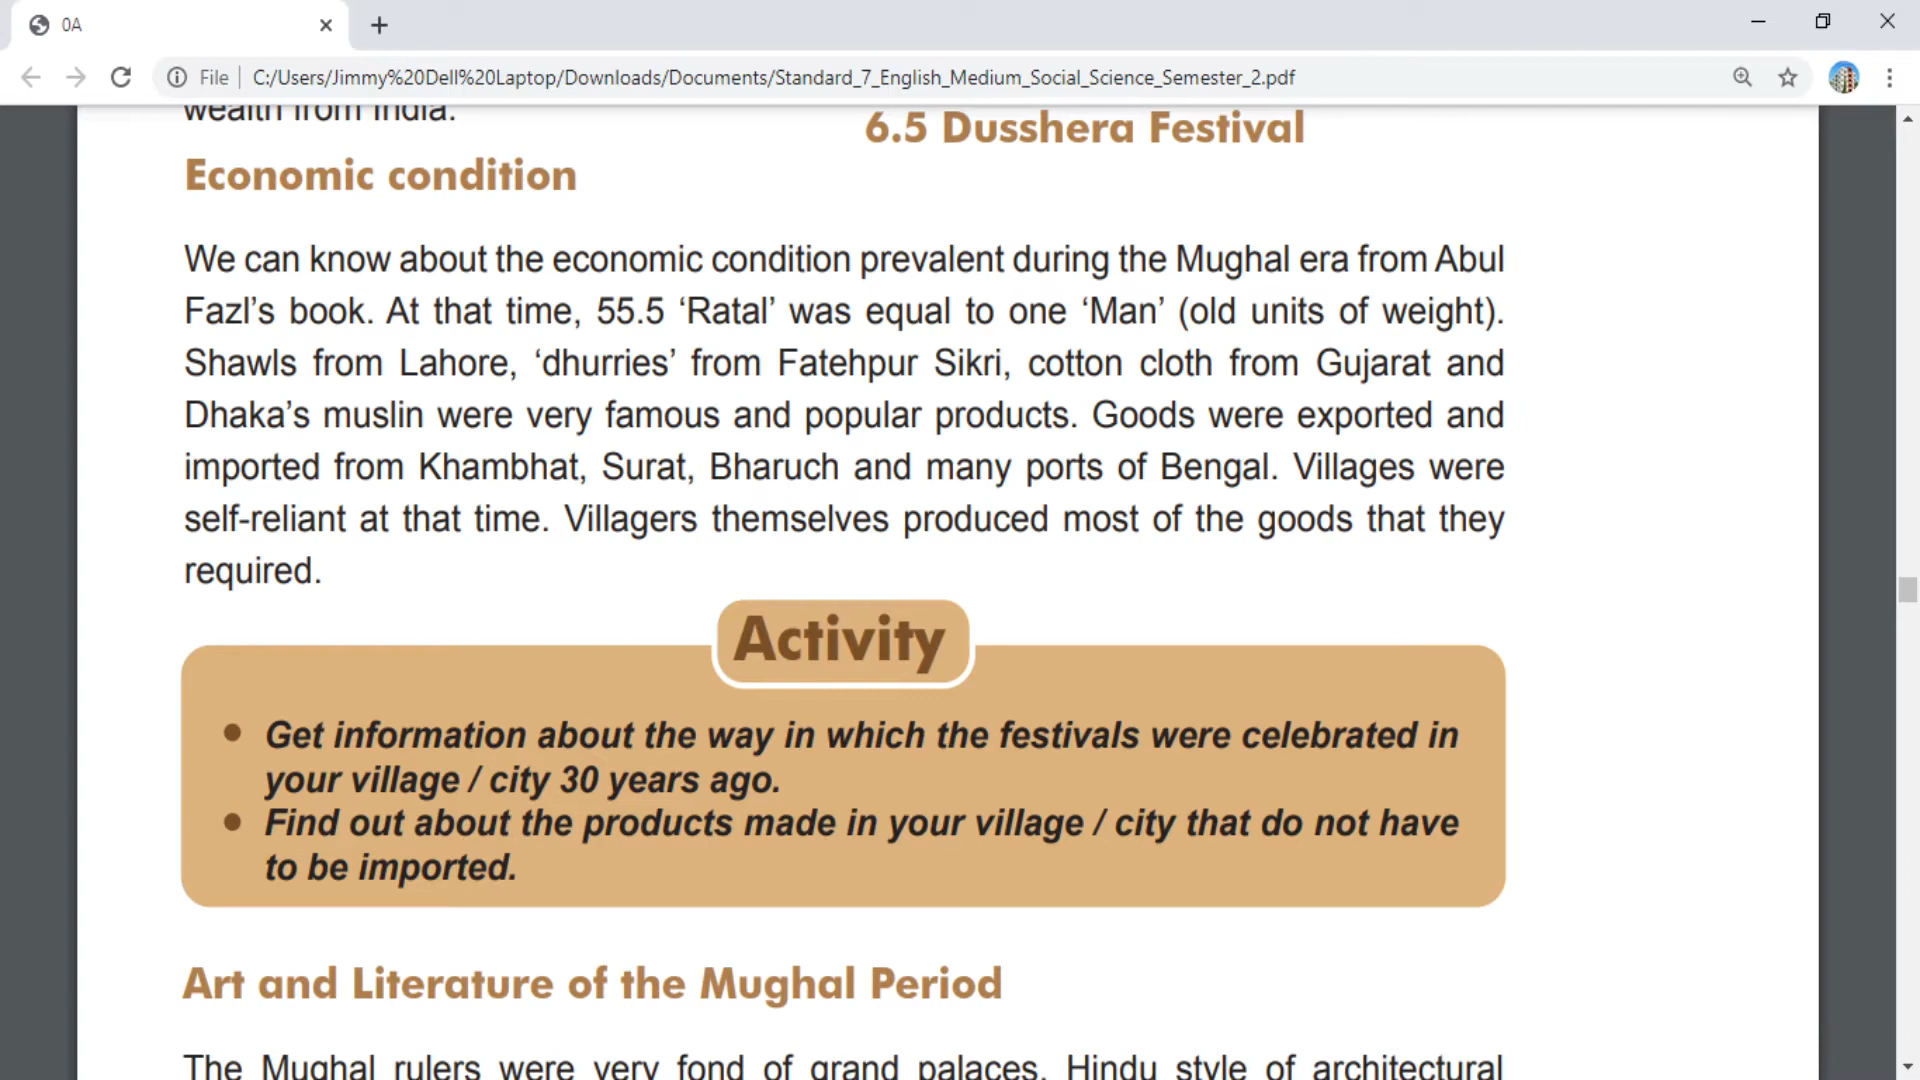 0A
File
C:/Users/Jimmy%20Dell%20Laptop/Downloads/Documents/Standard_7_English_Medium_Social_Science_Semester_2.pdf
wealth from India.
6.5 Dusshera Festival
Economic condition
We can know about the economic condition prevalent during the Mughal era from Abul
Fazl’s book. At that time, 55.5 ‘Ratal’ was equal to one ‘Man’ (old units of weight).
Shawls from Lahore, ‘dhurries’ from Fatehpur Sikri, cotton cloth from Gujarat and
Dhaka’s muslin were very famous and popular products. Goods were exported and
imported from Khambhat, Surat, Bharuch and many ports of Bengal. Villages were
self-reliant at that time. Villagers themselves produced most of the goods that they
required.
Activity
• Get information about the way in which the festivals were celebrated in
your village / city 30 years ago.
• Find out about the products made in your village / city that do not have
to be imported.
Art and Literature of the Mughal Period
The Mughal rulers were very fond of grand palaces. Hindu style of architectural